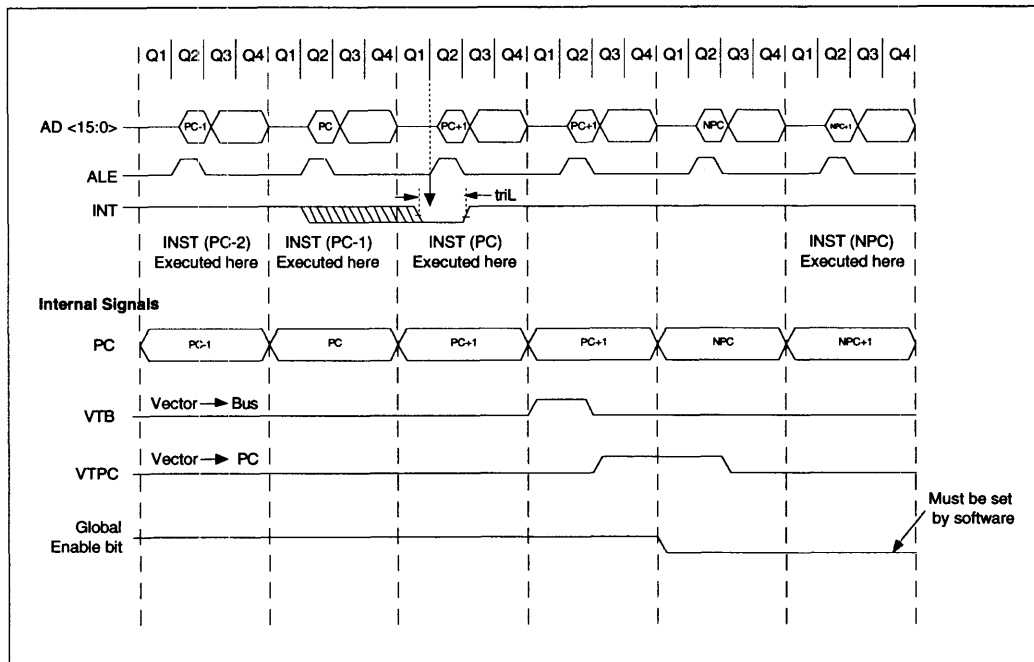 Q1 Q2 Q3 Q4 Q1 Q2 Q3 Q4 Q1 Q2 Q3 Q4 Q1 Q2 Q3 Q4 Q1 Q2 Q3 Q4 Q1 Q2 Q3 Q4
AD <15:0> PC-1 PC PC+1 PC+1 NPC NPC+1
ALE
triL
INT
INST (PC-2) INST (PC-1) INST (PC) INST (NPC)
Executed here Executed here Executed here Executed here
Internal Signals
PC PC-1 PC PC+1 PC+1 NPC NPC+1
Vector Bus
VTB
Vector PC
VTPC
Must be set
by software
Global
Enable bit